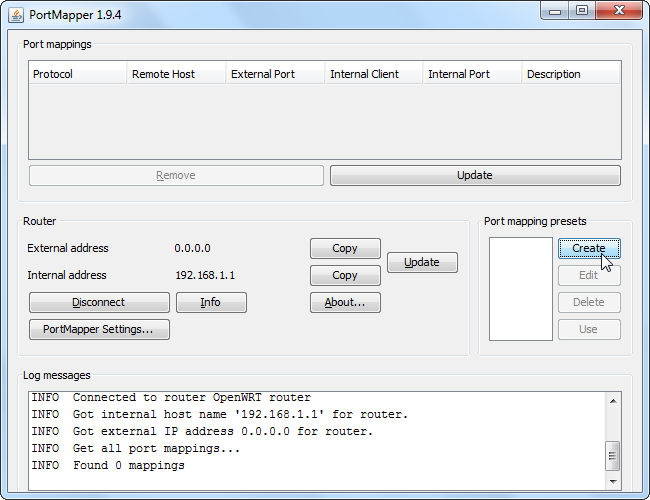 PortMapper 1.9.4
Port mappings
Protocol Remote Host External Port Internal Client Internal Port Description
Remove Update
Router
External address 0.0.0.0 Copy
Internal address 192.168.1.1 Copy
Update
Disconnect Info About...
PortMapper Settings...
Port mapping presets
Create
Edit
Delete
Use
Log messages
INFO Connected to router OpenWRT router
INFO Got internal host name '192.168.1.1' for router.
INFO Got external IP address 0.0.0.0 for router.
INFO Get all port mappings...
INFO Found 0 mappings